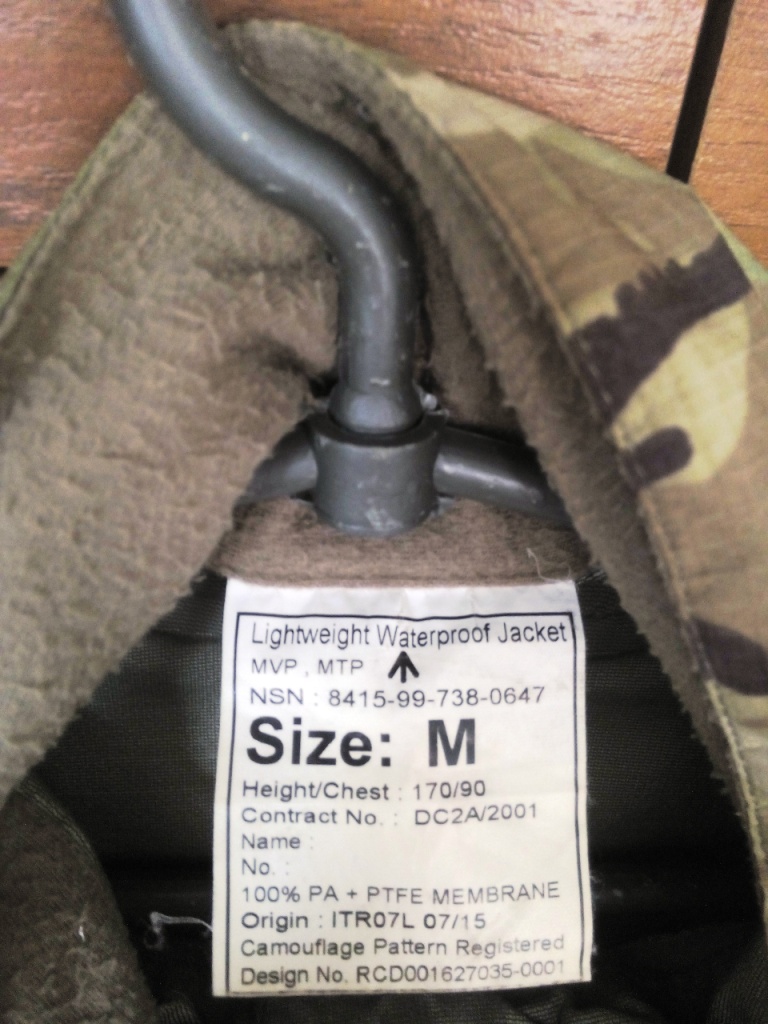 Lightweight Waterproof Jacket
MVP , MTP
NSN : 8415-99-738-0647
Size: M
Height/Chest : 170/90
Contract No. : DC2A/2001
Name :
No. :
100% PA + PTFE MEMBRANE
Origin : ITR07L 07/15
Camouflage Pattern Registered
Design No. RCD001627035-0001